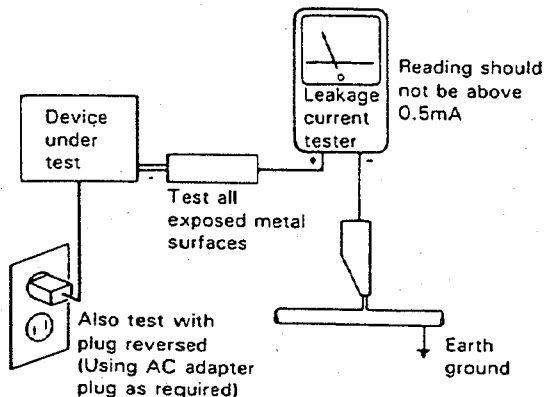 Device
under
test
Leakage
current
tester
+
-
Reading should
not be above
0.5mA
-
Test all
exposed metal
surfaces
Also test with
plug reversed
(Using AC adapter
plug as required)
Earth
ground